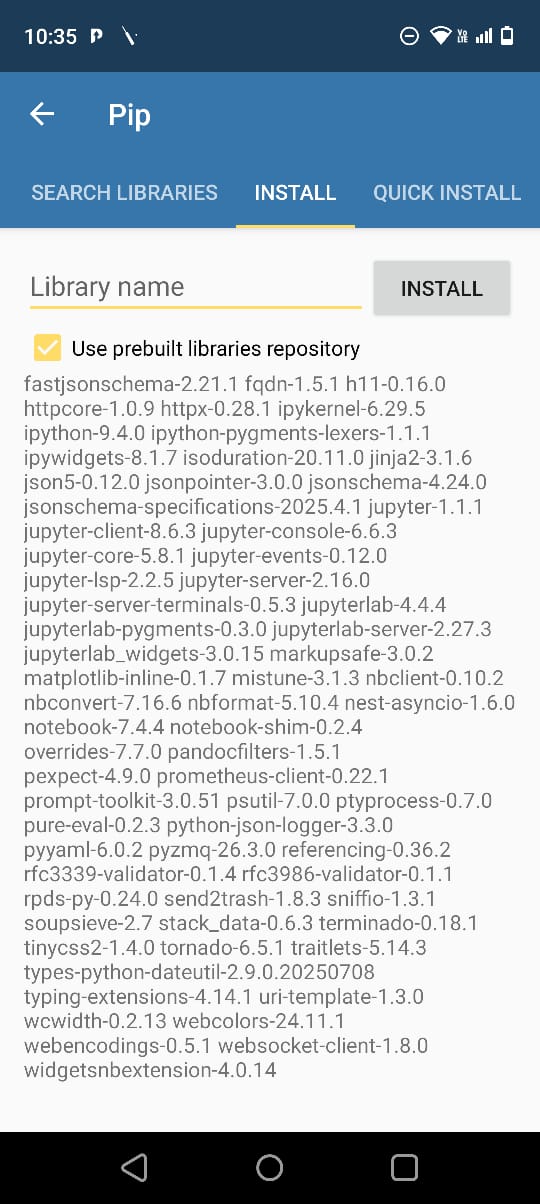 10:35
Vo LTE
Pip
SEARCH LIBRARIES INSTALL QUICK INSTALL
Library name INSTALL
Use prebuilt libraries repository
fastjsonschema-2.21.1 fqdn-1.5.1 h11-0.16.0
httpcore-1.0.9 httpx-0.28.1 ipykernel-6.29.5
ipython-9.4.0 ipython-pygments-lexers-1.1.1
ipywidgets-8.1.7 isoduration-20.11.0 jinja2-3.1.6
json5-0.12.0 jsonpointer-3.0.0 jsonschema-4.24.0
jsonschema-specifications-2025.4.1 jupyter-1.1.1
jupyter-client-8.6.3 jupyter-console-6.6.3
jupyter-core-5.8.1 jupyter-events-0.12.0
jupyter-lsp-2.2.5 jupyter-server-2.16.0
jupyter-server-terminals-0.5.3 jupyterlab-4.4.4
jupyterlab-pygments-0.3.0 jupyterlab-server-2.27.3
jupyterlab_widgets-3.0.15 markupsafe-3.0.2
matplotlib-inline-0.1.7 mistune-3.1.3 nbclient-0.10.2
nbconvert-7.16.6 nbformat-5.10.4 nest-asyncio-1.6.0
notebook-7.4.4 notebook-shim-0.2.4
overrides-7.7.0 pandocfilters-1.5.1
pexpect-4.9.0 prometheus-client-0.22.1
prompt-toolkit-3.0.51 psutil-7.0.0 ptyprocess-0.7.0
pure-eval-0.2.3 python-json-logger-3.3.0
pyyaml-6.0.2 pyzmq-26.3.0 referencing-0.36.2
rfc3339-validator-0.1.4 rfc3986-validator-0.1.1
rpds-py-0.24.0 send2trash-1.8.3 sniffio-1.3.1
soupsieve-2.7 stack_data-0.6.3 terminado-0.18.1
tinycss2-1.4.0 tornado-6.5.1 traitlets-5.14.3
types-python-dateutil-2.9.0.20250708
typing-extensions-4.14.1 uri-template-1.3.0
wcwidth-0.2.13 webcolors-24.11.1
webencodings-0.5.1 websocket-client-1.8.0
widgetsnbextension-4.0.14